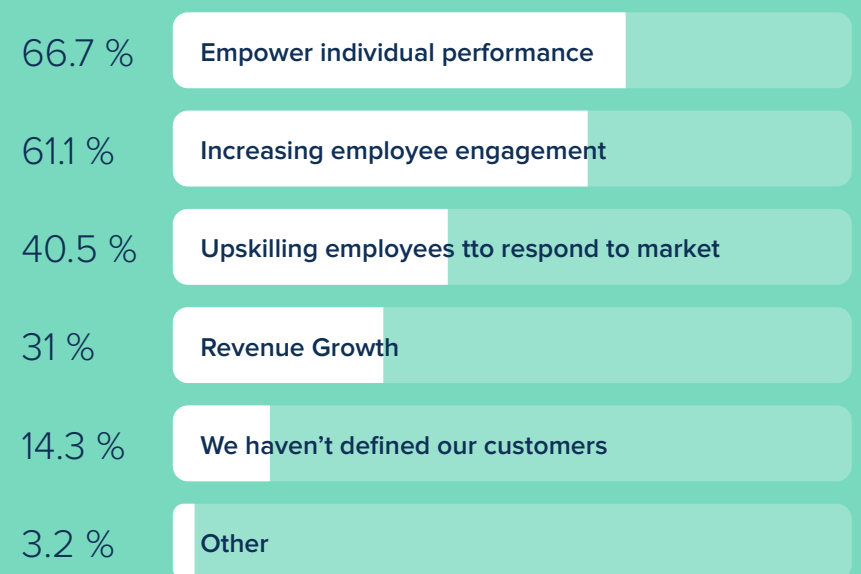 66.7 % Empower individual performance
61.1 % Increasing employee engagement
40.5 % Upskilling employees tto respond to market
31 % Revenue Growth
14.3 % We haven’t defined our customers
3.2 % Other